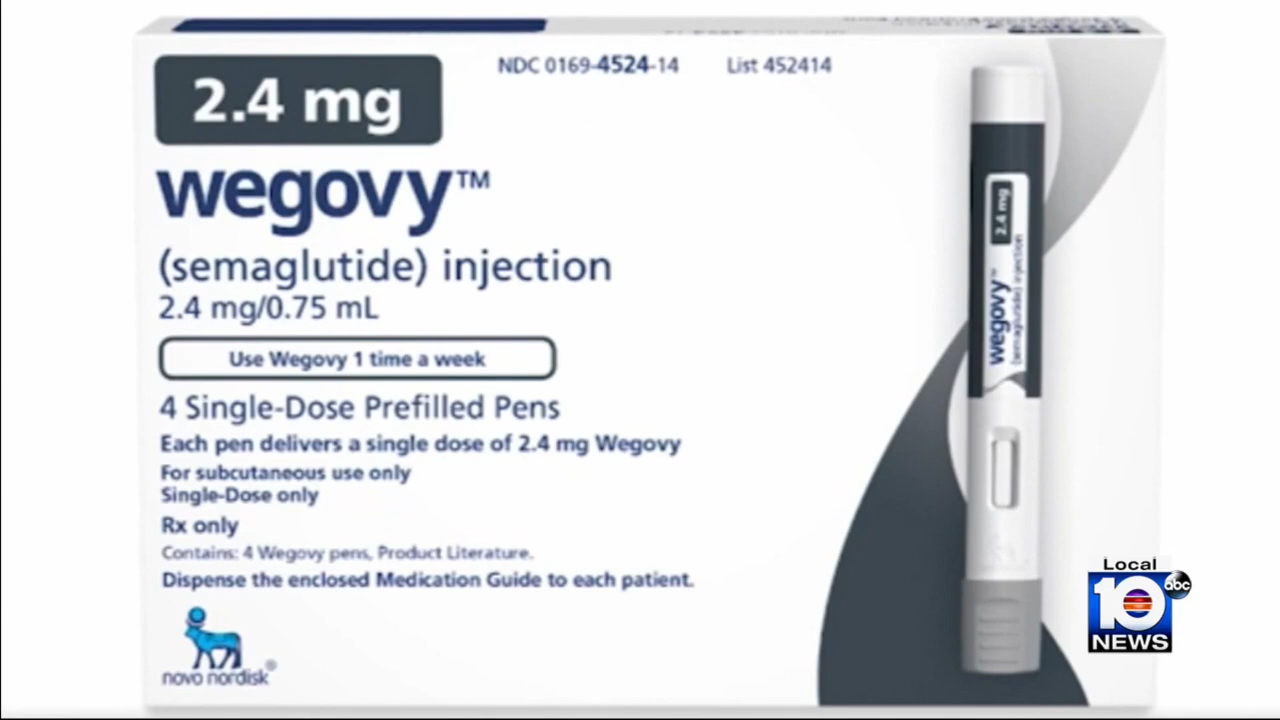 2.4 mg
NDC 0169-4524-14 List 452414
wegovy™
(semaglutide) injection
2.4 mg/0.75 mL
Use Wegovy 1 time a week
4 Single-Dose Prefilled Pens
Each pen delivers a single dose of 2.4 mg Wegovy
For subcutaneous use only
Single-Dose only
Rx only
Contains: 4 Wegovy pens, Product Literature.
Dispense the enclosed Medication Guide to each patient.
novo nordisk®
2.4 mg
wegovy™
(semaglutide) injection
Local
10
abc
NEWS